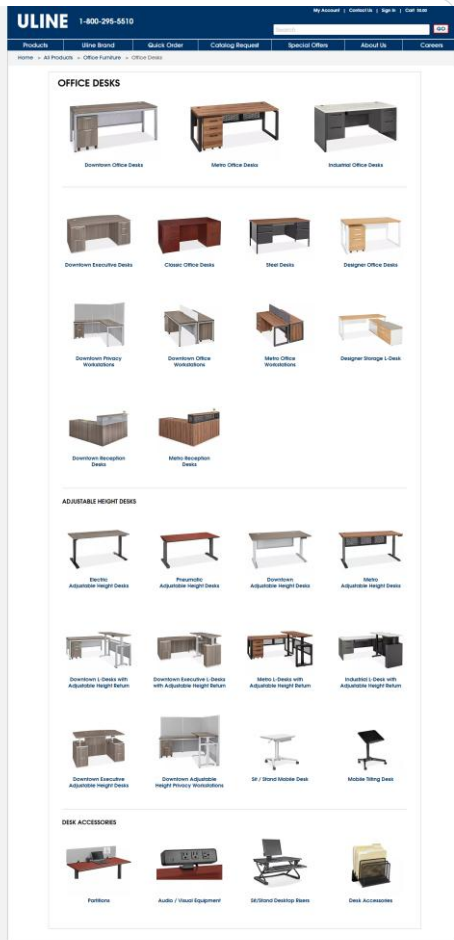 My Account | Contact Us | Sign In | Cart $0.00
ULINE 1-800-295-5510
Search
GO
Products Uline Brand Quick Order Catalog Request Special Offers About Us Careers
Home > All Products > Office Furniture > Office Desks
OFFICE DESKS
Downtown Office Desks Metro Office Desks Industrial Office Desks
Downtown Executive Desks Classic Office Desks Steel Desks Designer Office Desks
Downtown Privacy
Workstations
Downtown Office
Workstations
Metro Office
Workstations
Designer Storage L-Desk
Downtown Reception
Desks
Metro Reception
Desks
ADJUSTABLE HEIGHT DESKS
Electric
Adjustable Height Desks
Pneumatic
Adjustable Height Desks
Downtown
Adjustable Height Desks
Metro
Adjustable Height Desks
Downtown L-Desks with
Adjustable Height Return
Downtown Executive L-Desks
with Adjustable Height Return
Metro L-Desks with
Adjustable Height Return
Industrial L-Desk with
Adjustable Height Return
Downtown Executive
Adjustable Height Desks
Downtown Adjustable
Height Privacy Workstations
Sit / Stand Mobile Desk
Mobile Tilting Desk
DESK ACCESSORIES
Partitions Audio / Visual Equipment Sit/Stand Desktop Risers Desk Accessories